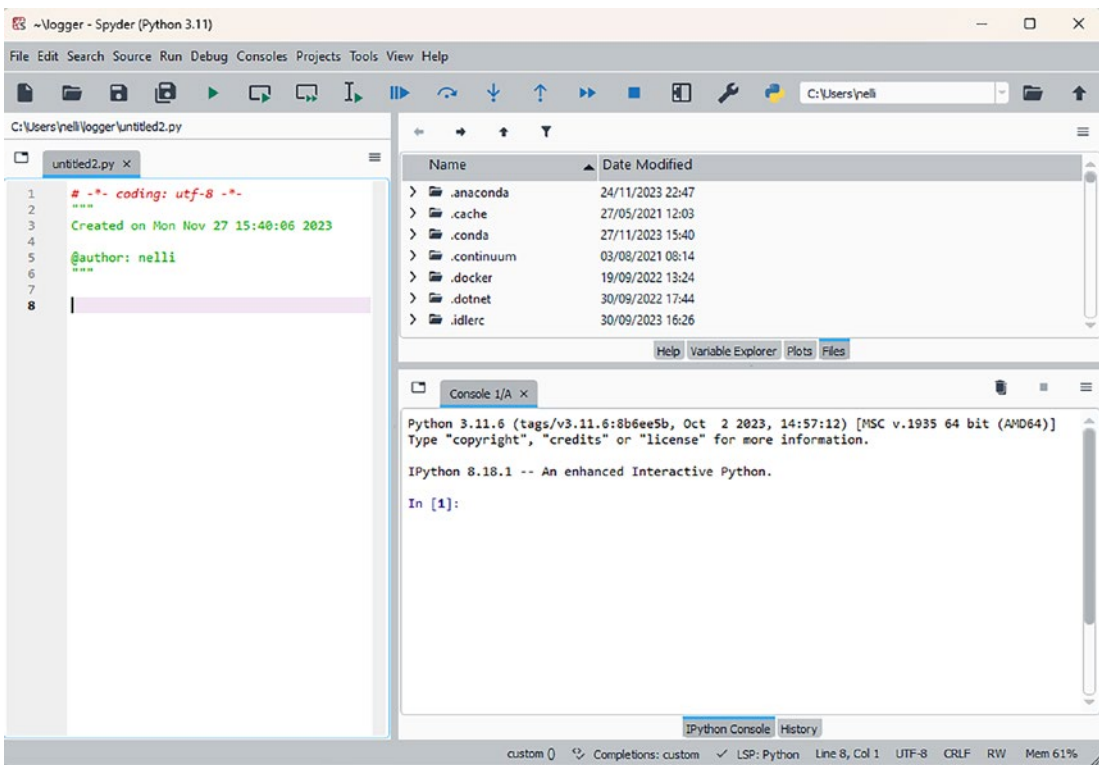 ~\logger - Spyder (Python 3.11)
File Edit Search Source Run Debug Consoles Projects Tools View Help
C:\Users\nelli
C:\Users\nelli\logger\untitled2.py
untitled2.py
1 # -*- coding: utf-8 -*-
2 """
3 Created on Mon Nov 27 15:40:06 2023
4
5 @author: nelli
6 """
7
8
Name Date Modified
.anaconda 24/11/2023 22:47
.cache 27/05/2021 12:03
.conda 27/11/2023 15:40
.continuum 03/08/2021 08:14
.docker 19/09/2022 13:24
.dotnet 30/09/2022 17:44
.idlerc 30/09/2023 16:26
Help Variable Explorer Plots Files
Console 1/A
Python 3.11.6 (tags/v3.11.6:8b6ee5b, Oct  2 2023, 14:57:12) [MSC v.1935 64 bit (AMD64)]
Type "copyright", "credits" or "license" for more information.
IPython 8.18.1 -- An enhanced Interactive Python.
In [1]:
IPython Console History
custom () Completions: custom LSP: Python Line 8, Col 1 UTF-8 CRLF RW Mem 61%